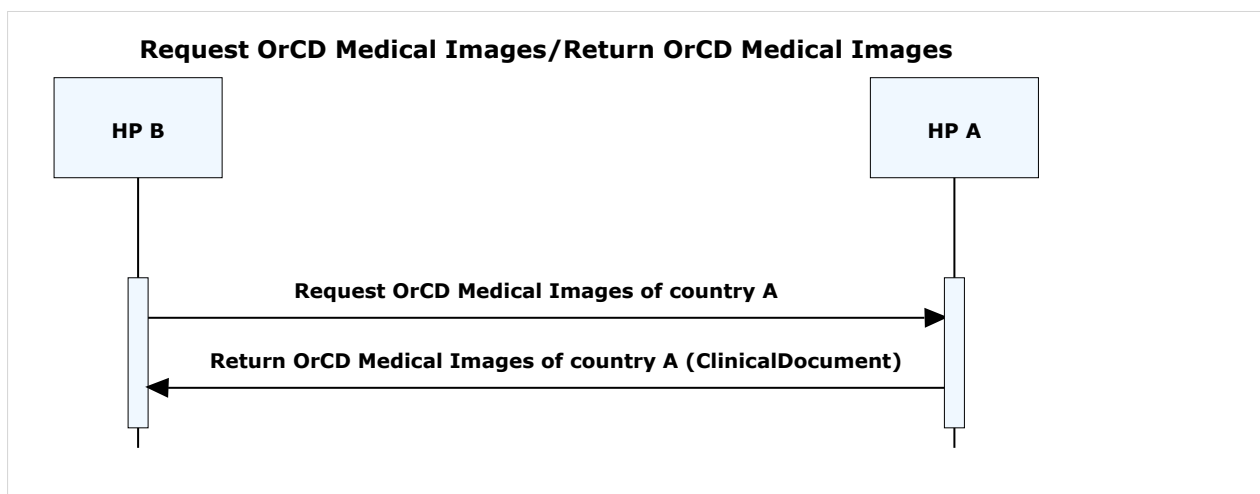 Request OrCD Medical Images/Return OrCD Medical Images
HP B
HP A
Request OrCD Medical Images of country A
Return OrCD Medical Images of country A (ClinicalDocument)